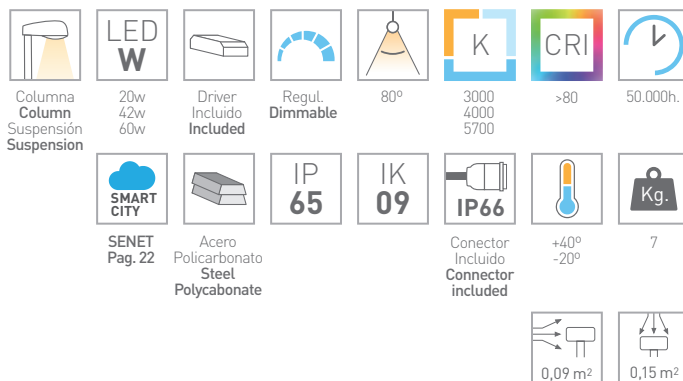 LED
W
K
CRI
Columna
Column
Suspensión
Suspension
20w
42w
60w
Driver
Incluido
Included
Regul.
Dimmable
80º
3000
4000
5700
>80
50.000h.
SMART
CITY
IP
65
IK
09
IP66
Kg.
SENET
Pag. 22
Acero
Policarbonato
Steel
Polycabonate
Conector
Incluido
Connector
included
+40º
-20º
7
0,09 m²
0,15 m²